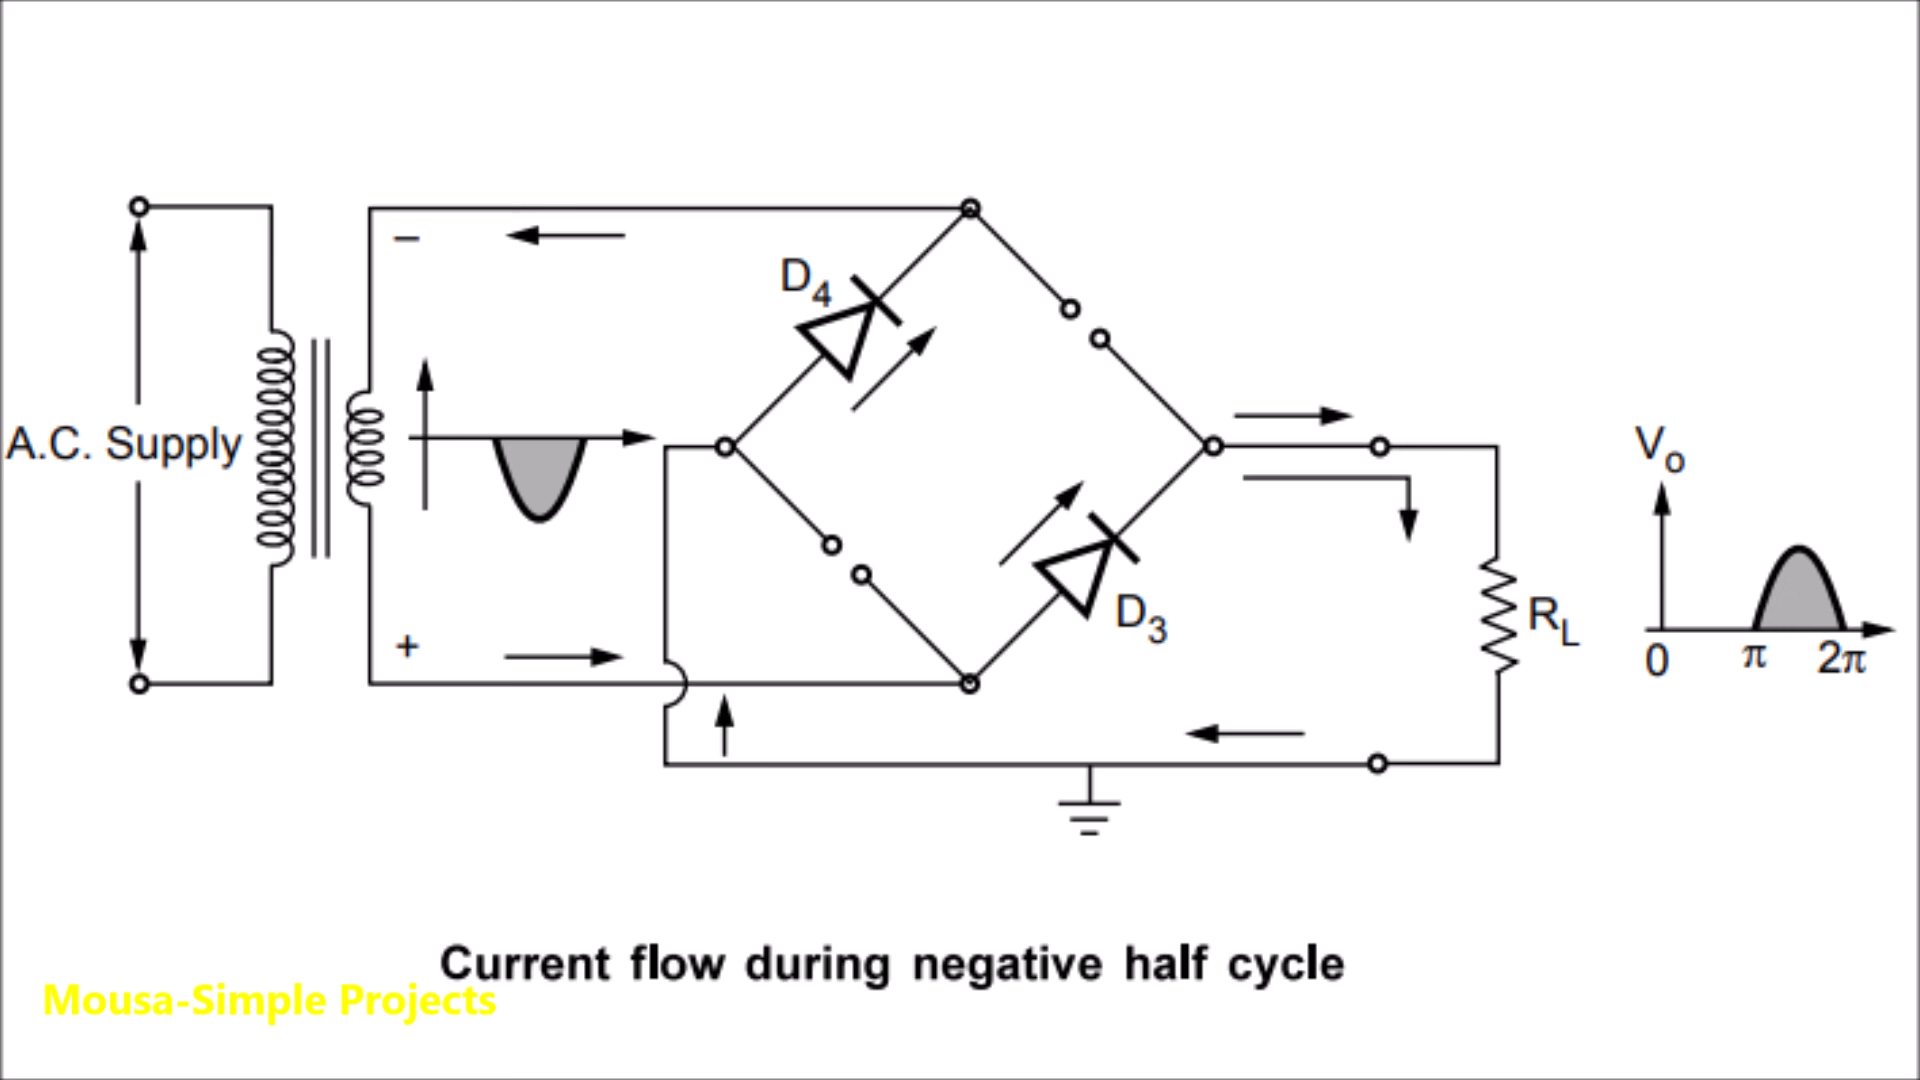 D4
−
A.C. Supply
Vo
+
D3
RL
0 π 2π
Current flow during negative half cycle
Mousa-Simple Projects